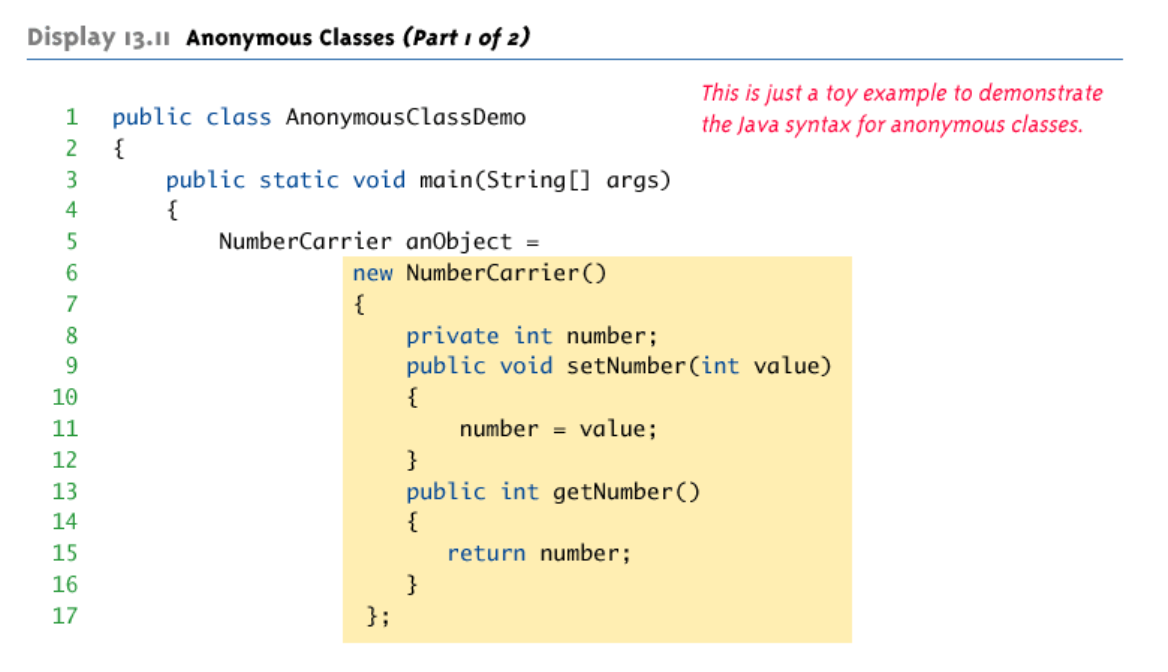 Display 13.11 Anonymous Classes (Part 1 of 2)
This is just a toy example to demonstrate
the Java syntax for anonymous classes.
1 public class AnonymousClassDemo
2 {
3 public static void main(String[] args)
4 {
5 NumberCarrier anObject =
6 new NumberCarrier()
7 {
8 private int number;
9 public void setNumber(int value)
10 {
11 number = value;
12 }
13 public int getNumber()
14 {
15 return number;
16 }
17 };